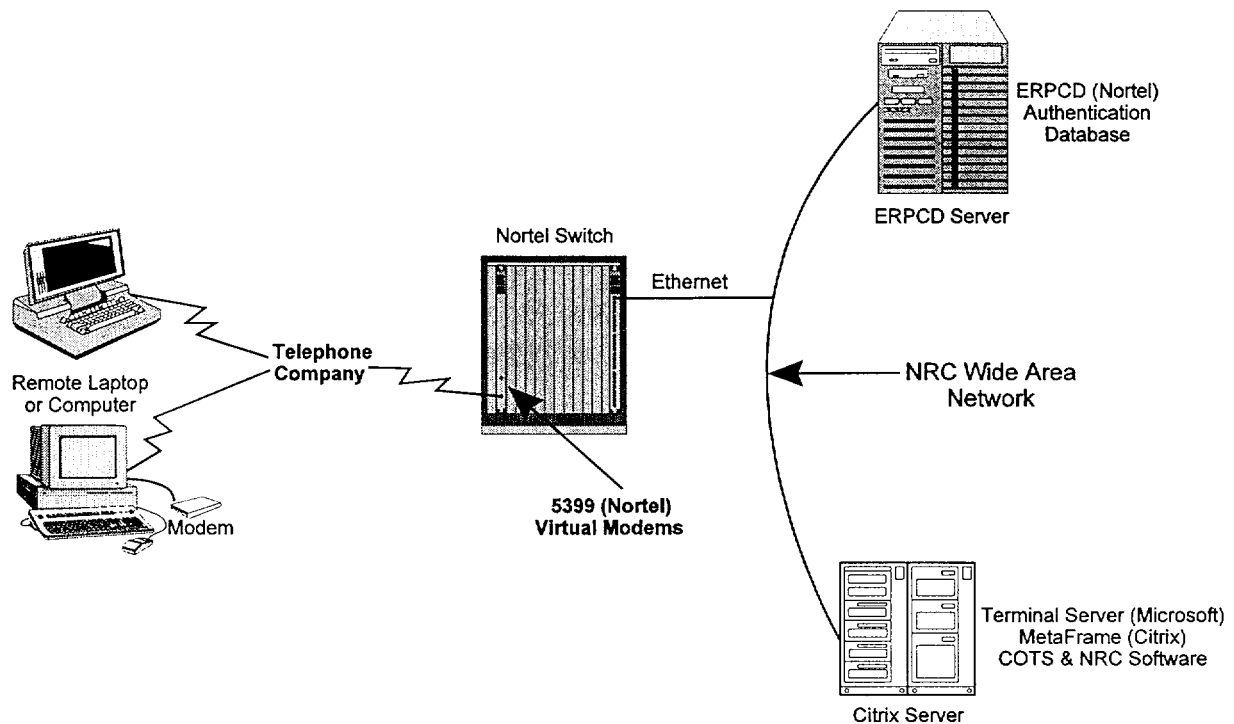 ERPCD (Nortel)
Authentication
Database
ERPCD Server
Nortel Switch
Ethernet
Telephone
Company
Remote Laptop
or Computer
Modem
NRC Wide Area
Network
5399 (Nortel)
Virtual Modems
Terminal Server (Microsoft)
MetaFrame (Citrix)
COTS & NRC Software
Citrix Server